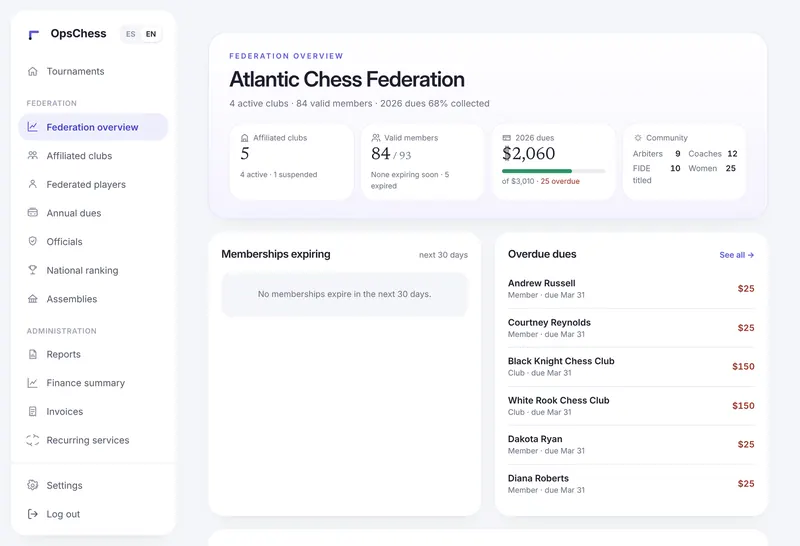 OpsChess
ES EN
Tournaments
FEDERATION
Federation overview
Affiliated clubs
Federated players
Annual dues
Officials
National ranking
Assemblies
ADMINISTRATION
Reports
Finance summary
Invoices
Recurring services
Settings
Log out
FEDERATION OVERVIEW
Atlantic Chess Federation
4 active clubs · 84 valid members · 2026 dues 68% collected
Affiliated clubs
5
4 active · 1 suspended
Valid members
84 / 93
None expiring soon · 5
expired
2026 dues
$2,060
of $3,010 · 25 overdue
Community
Arbiters 9 Coaches 12
FIDE 10 Women 25
titled
Memberships expiring next 30 days
No memberships expire in the next 30 days.
Overdue dues See all →
Andrew Russell
Member · due Mar 31
$25
Courtney Reynolds
Member · due Mar 31
$25
Black Knight Chess Club
Club · due Mar 31
$150
White Rook Chess Club
Club · due Mar 31
$150
Dakota Ryan
Member · due Mar 31
$25
Diana Roberts
Member · due Mar 31
$25